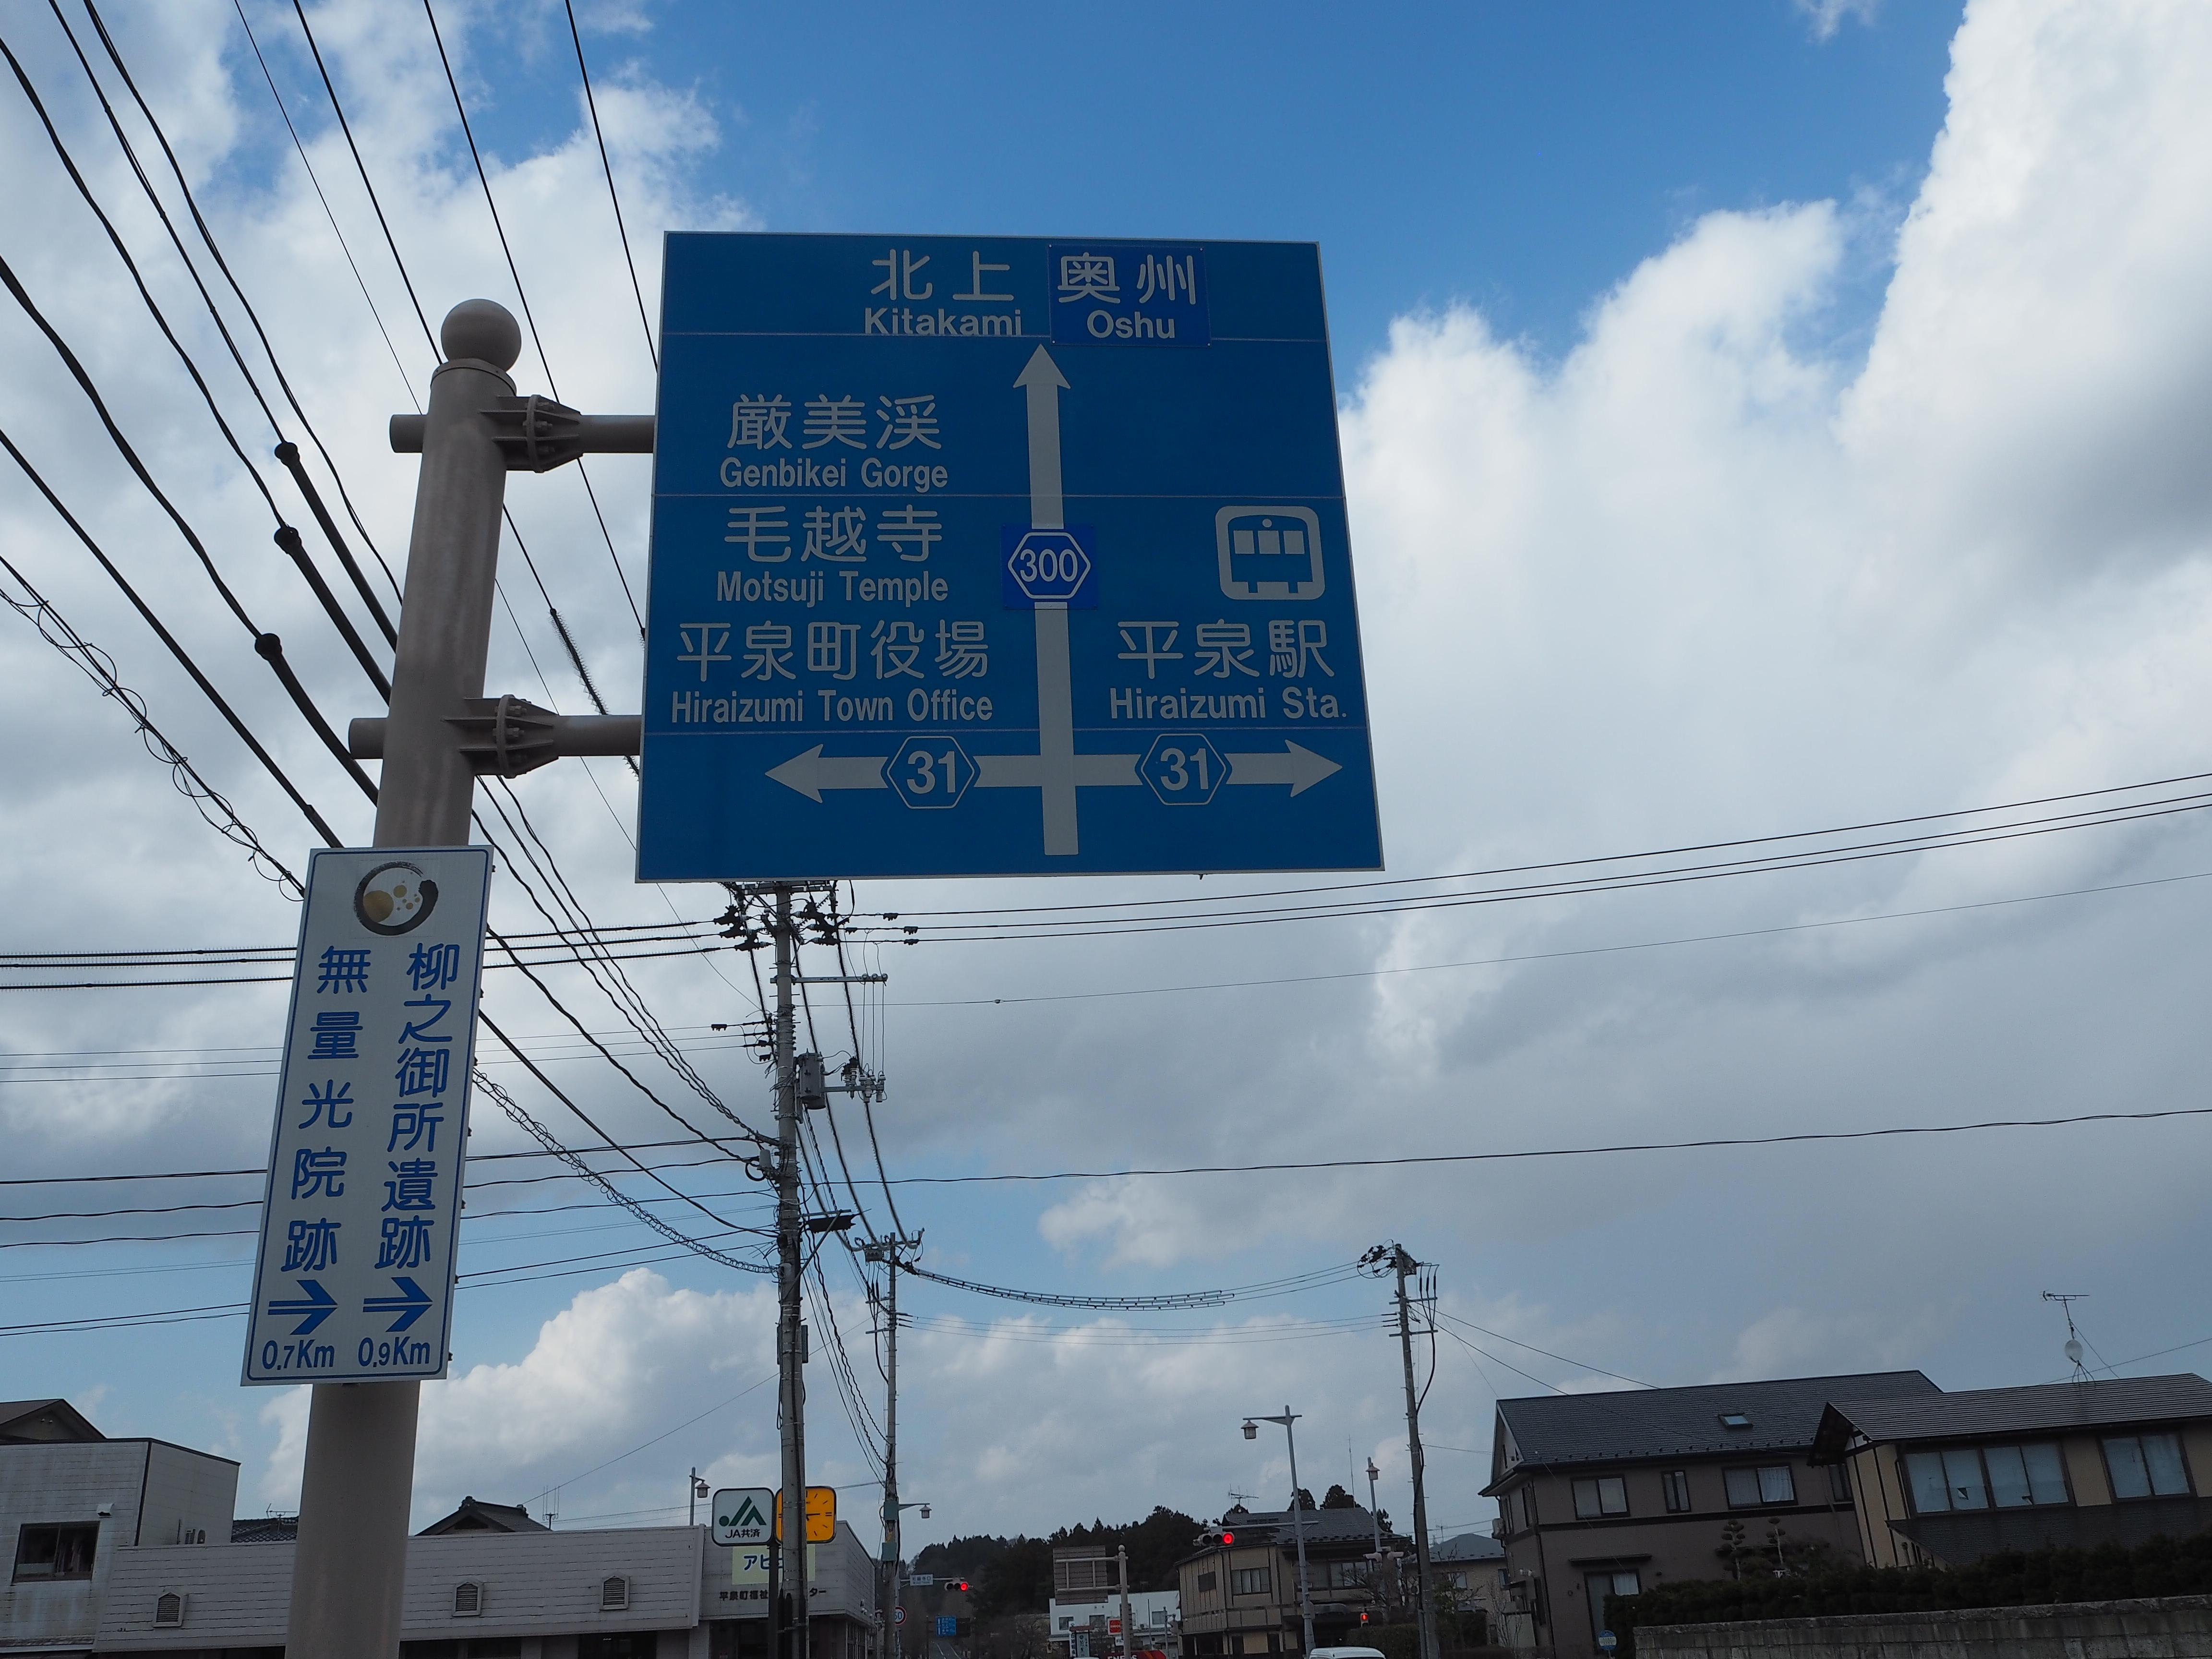 北上 奥州
Kitakami Oshu
厳美渓
Genbikei Gorge
毛越寺
Motsuji Temple
300
平泉町役場 平泉駅
Hiraizumi Town Office Hiraizumi Sta.
31 31
柳之御所遺跡
0.9Km
無量光院跡
0.7Km
JA共済